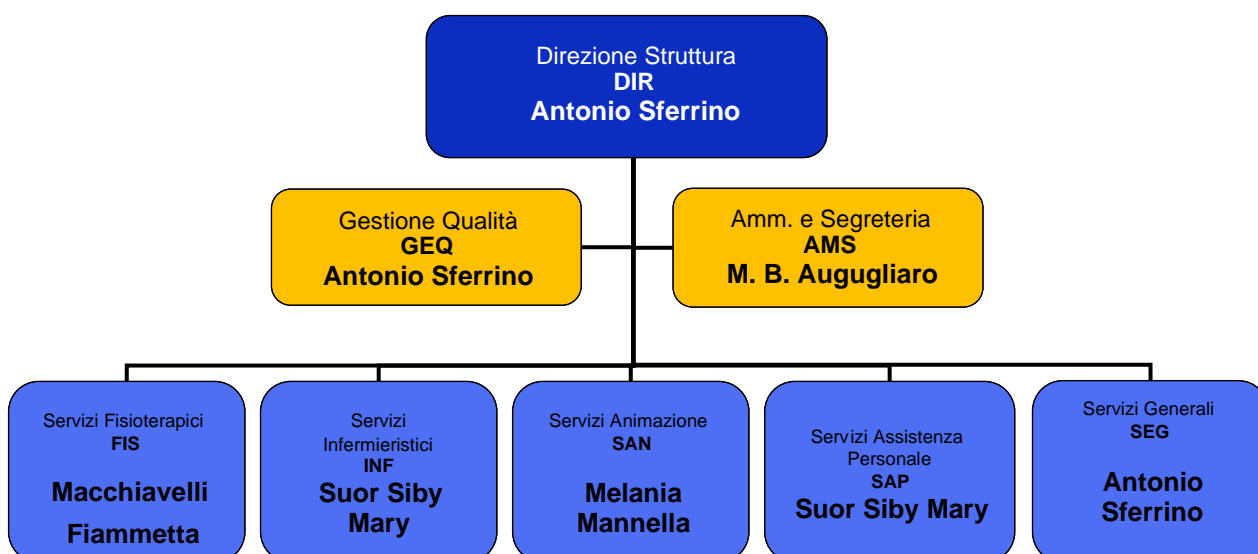 Direzione Struttura
DIR
Antonio Sferrino
Gestione Qualità
GEQ
Antonio Sferrino
Amm. e Segreteria
AMS
M. B. Augugliaro
Servizi Fisioterapici
FIS
Macchiavelli
Fiammetta
Servizi
Infermieristici
INF
Suor Siby
Mary
Servizi Animazione
SAN
Melania
Mannella
Servizi Assistenza
Personale
SAP
Suor Siby Mary
Servizi Generali
SEG
Antonio
Sferrino